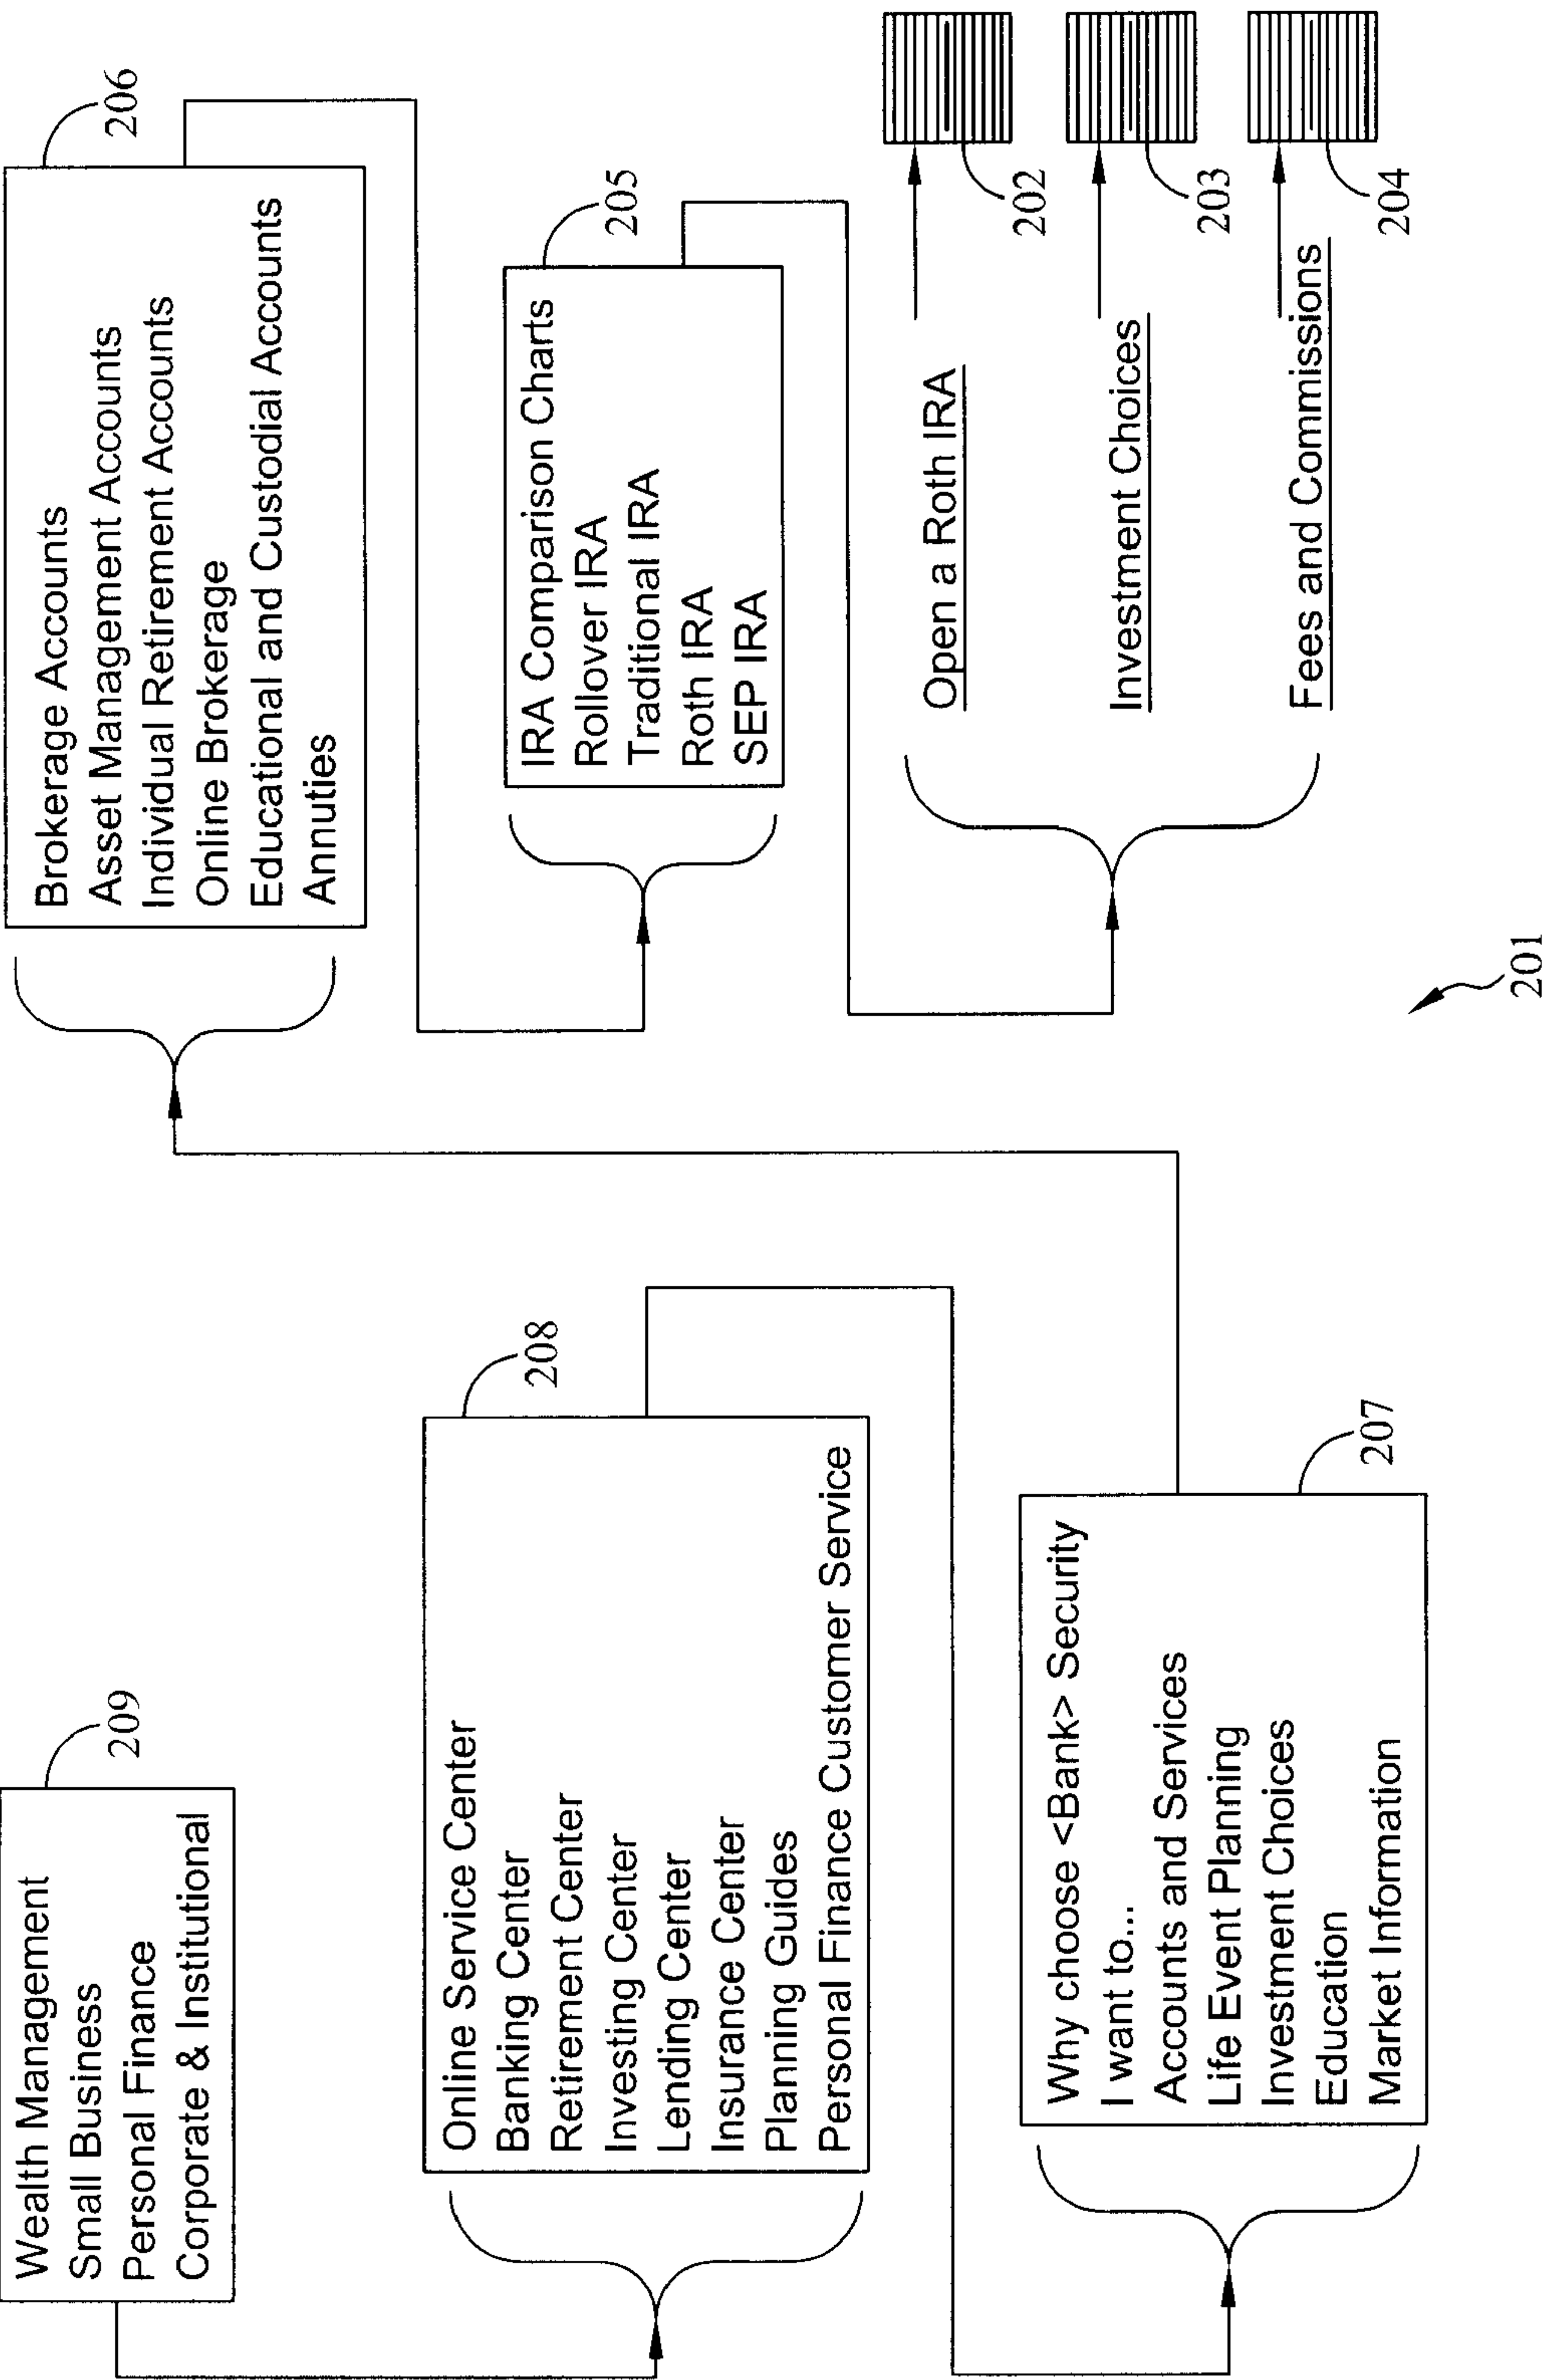 Wealth Management
Small Business
Personal Finance
Corporate & Institutional
209
Online Service Center
Banking Center
Retirement Center
Investing Center
Lending Center
Insurance Center
Planning Guides
Personal Finance Customer Service
208
Why choose <Bank> Security
I want to...
Accounts and Services
Life Event Planning
Investment Choices
Education
Market Information
207
Brokerage Accounts
Asset Management Accounts
Individual Retirement Accounts
Online Brokerage
Educational and Custodial Accounts
Annuties
206
IRA Comparison Charts
Rollover IRA
Traditional IRA
Roth IRA
SEP IRA
205
Open a Roth IRA
202
Investment Choices
203
Fees and Commissions
204
201